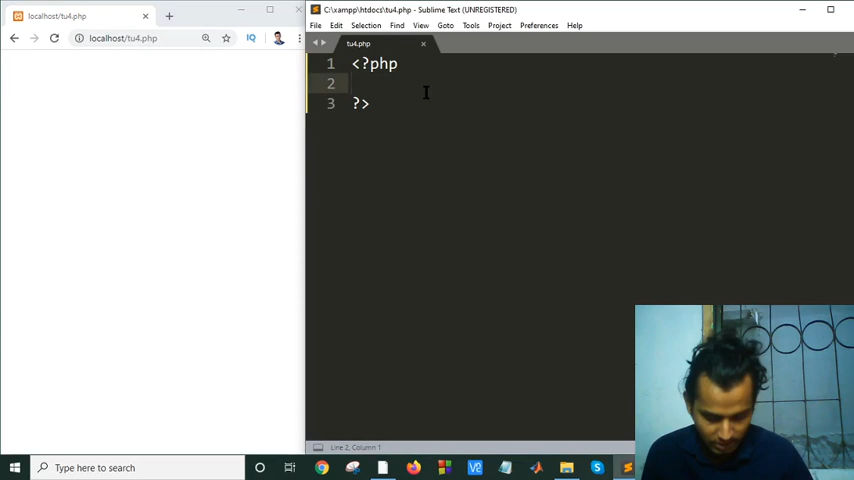 localhost/tu4.php
localhost/tu4.php
IQ
C:\xampp\htdocs\tu4.php - Sublime Text (UNREGISTERED)
File Edit Selection Find View Goto Tools Project Preferences Help
tu4.php
1 <?php
2
3 ?>
Line 2, Column 1
Type here to search